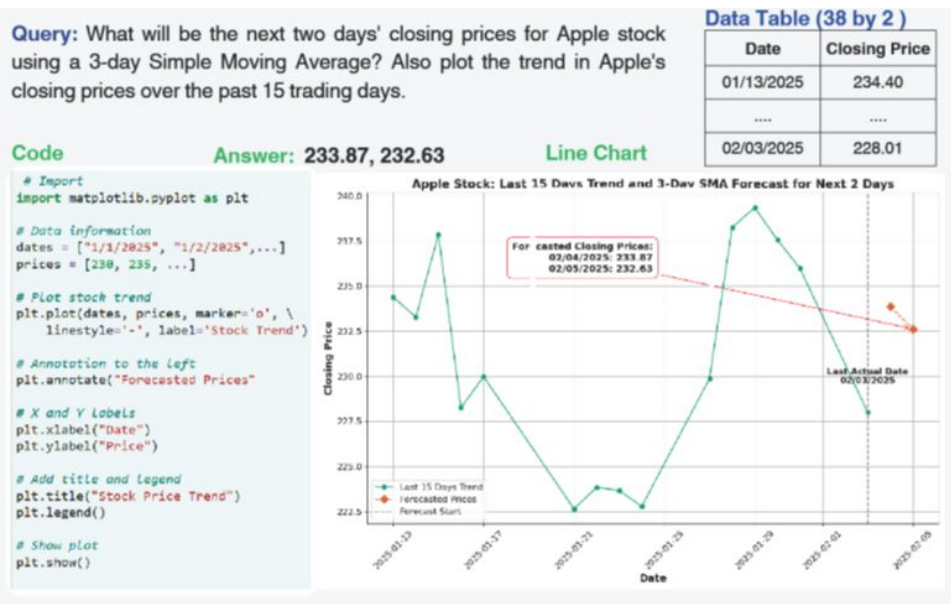 Query: What will be the next two days' closing prices for Apple stock
using a 3-day Simple Moving Average? Also plot the trend in Apple's
closing prices over the past 15 trading days.
Data Table (38 by 2 )
Date Closing Price
01/13/2025 234.40
.... ....
02/03/2025 228.01
Code
Answer: 233.87, 232.63
Line Chart
# Import
import matplotlib.pyplot as plt
# Data information
dates = ["1/1/2025", "1/2/2025",...]
prices = [230, 235, ...]
# Plot stock trend
plt.plot(dates, prices, marker='o', \
linestyle='-', label='Stock Trend')
# Annotation to the left
plt.annotate("Forecasted Prices"
# X and Y Labels
plt.xlabel("Date")
plt.ylabel("Price")
# Add title and legend
plt.title("Stock Price Trend")
plt.legend()
# Show plot
plt.show()
Apple Stock: Last 15 Days Trend and 3-Day SMA Forecast for Next 2 Days
Closing Price
240.0
237.5
235.0
232.5
230.0
227.5
225.0
222.5
For casted Closing Prices:
02/04/2025: 233.87
02/05/2025: 232.63
Last Actual Date
02/03/2025
Last 15 Days Trend
Forecasted Prices
Forecast Start
2025-01-13
2025-01-17
2025-01-21
2025-01-25
2025-01-29
2025-02-01
2025-02-05
Date